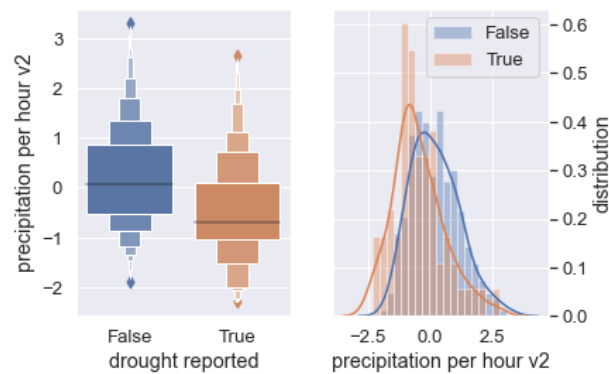 precipitation per hour v2
3
2
1
0
−1
−2
False
True
drought reported
False
True
0.6
0.5
0.4
0.3
0.2
0.1
0.0
distribution
−2.5
0.0
2.5
precipitation per hour v2